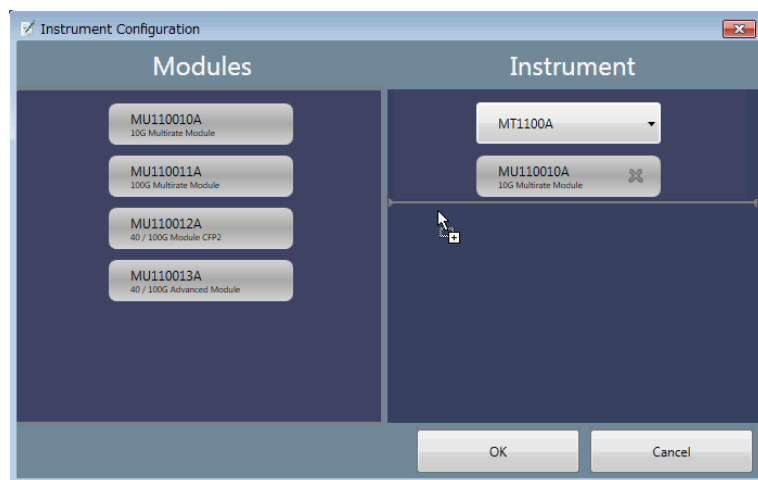 Instrument Configuration
Modules
Instrument
MU110010A
10G Multirate Module
MU110011A
100G Multirate Module
MU110012A
40 / 100G Module CFP2
MU110013A
40 / 100G Advanced Module
MT1100A
MU110010A
10G Multirate Module
OK
Cancel